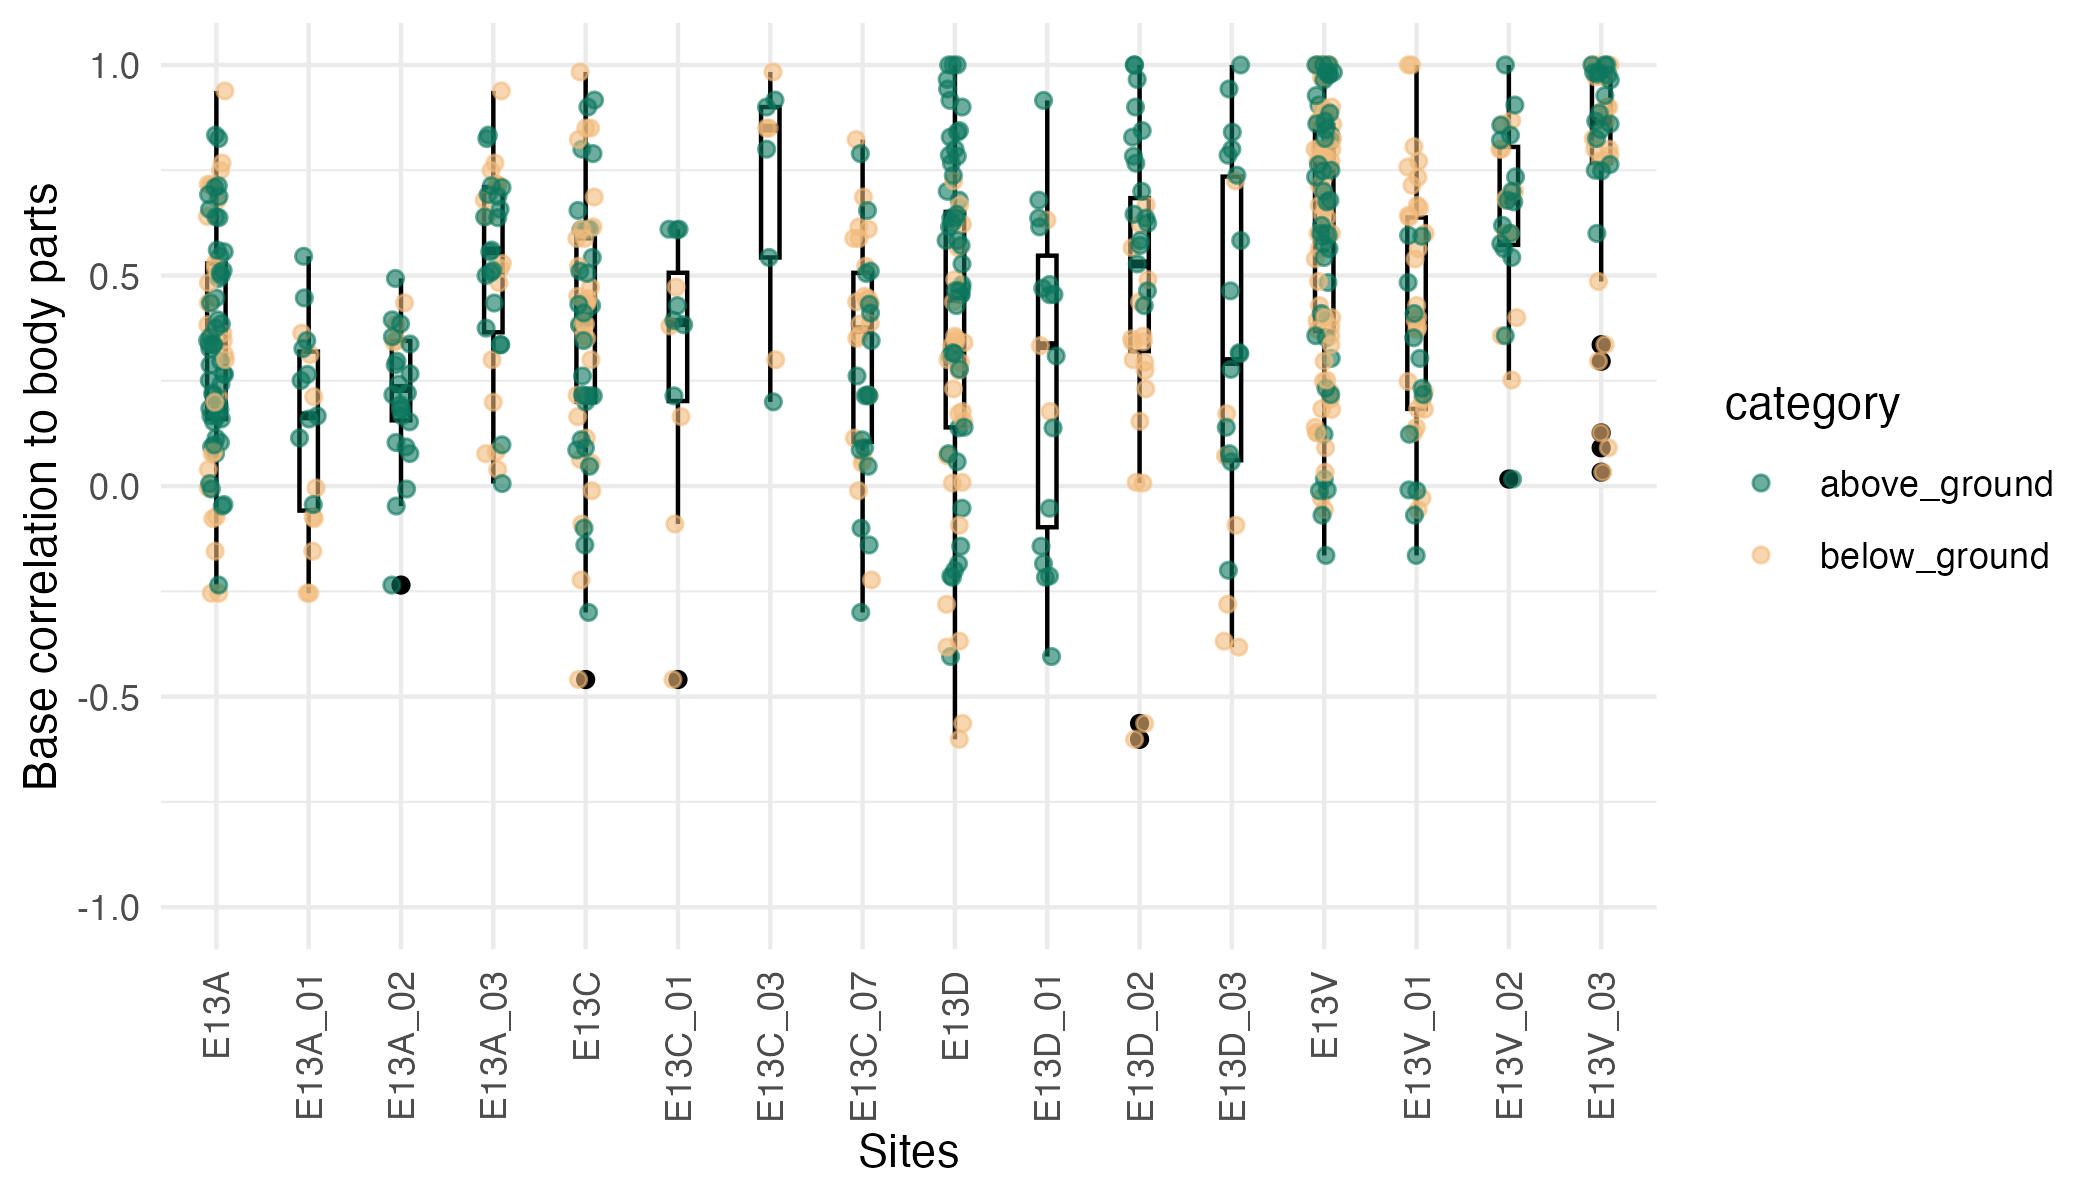 Base correlation to body parts
1.0
0.5
0.0
-0.5
-1.0
E13A
E13A_01
E13A_02
E13A_03
E13C
E13C_01
E13C_03
E13C_07
E13D
E13D_01
E13D_02
E13D_03
E13V
E13V_01
E13V_02
E13V_03
Sites
category
above_ground
below_ground